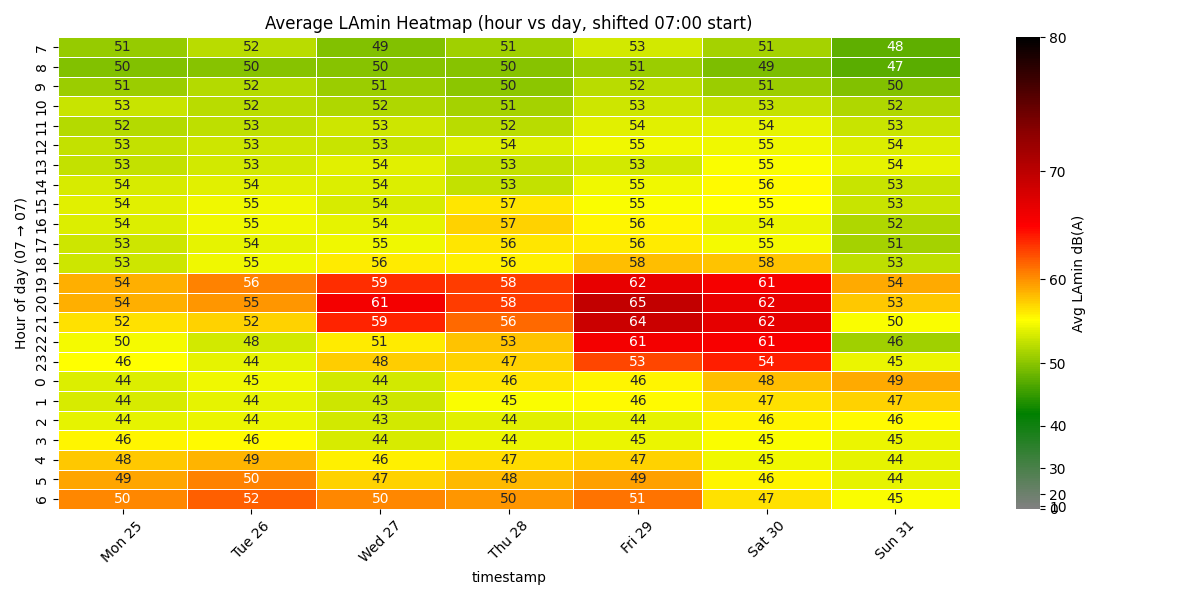 Average LAmin Heatmap (hour vs day, shifted 07:00 start)
7 51 52 49 51 53 51 48
8 50 50 50 50 51 49 47
9 51 52 51 50 52 51 50
10 53 52 52 51 53 53 52
11 52 53 53 52 54 54 53
12 53 53 53 54 55 55 54
13 53 53 54 53 53 55 54
14 54 54 54 53 55 56 53
15 54 55 54 57 55 55 53
16 54 55 54 57 56 54 52
17 53 54 55 56 56 55 51
18 53 55 56 56 58 58 53
19 54 56 59 58 62 61 54
20 54 55 61 58 65 62 53
21 52 52 59 56 64 62 50
22 50 48 51 53 61 61 46
23 46 44 48 47 53 54 45
0 44 45 44 46 46 48 49
1 44 44 43 45 46 47 47
2 44 44 43 44 44 46 46
3 46 46 44 44 45 45 45
4 48 49 46 47 47 45 44
5 49 50 47 48 49 46 44
6 50 52 50 50 51 47 45
Mon 25 Tue 26 Wed 27 Thu 28 Fri 29 Sat 30 Sun 31
timestamp
Hour of day (07 → 07)
80
70
60
50
40
30
20
10
0
Avg LAmin dB(A)